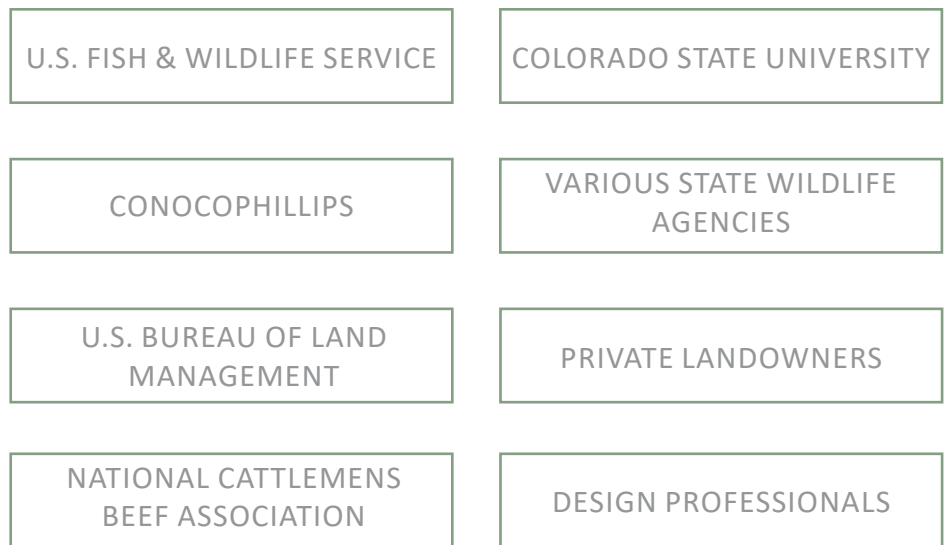 U.S. FISH & WILDLIFE SERVICE
COLORADO STATE UNIVERSITY
CONOCOPHILLIPS
VARIOUS STATE WILDLIFE
AGENCIES
U.S. BUREAU OF LAND
MANAGEMENT
PRIVATE LANDOWNERS
NATIONAL CATTLEMENS
BEEF ASSOCIATION
DESIGN PROFESSIONALS